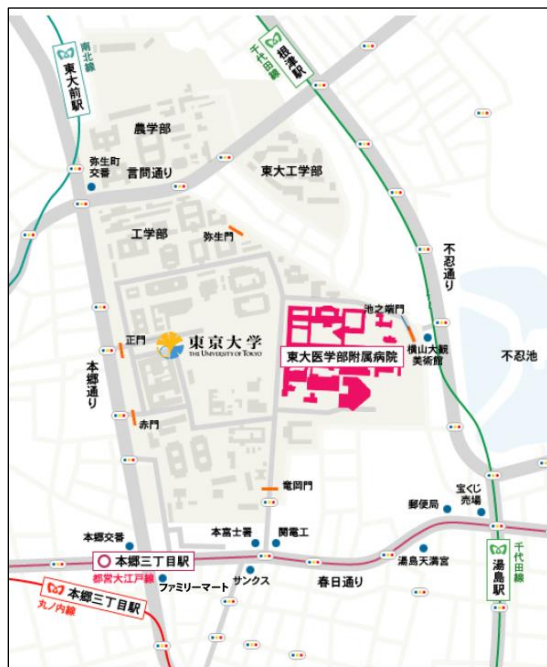 南北線
東大前駅
千代田線
根津駅
農学部
弥生町
交番
言問通り
東大工学部
工学部
弥生門
不忍通り
池之端門
正門
東京大学
THE UNIVERSITY OF TOKYO
東大医学部附属病院
横山大観
美術館
不忍池
本郷通り
赤門
竜岡門
郵便局
宝くじ
売場
本郷交番
本富士署
関電工
本郷三丁目駅
都営大江戸線
湯島天満宮
千代田線
湯島駅
サンクス
春日通り
ファミリーマート
本郷三丁目駅
丸ノ内線